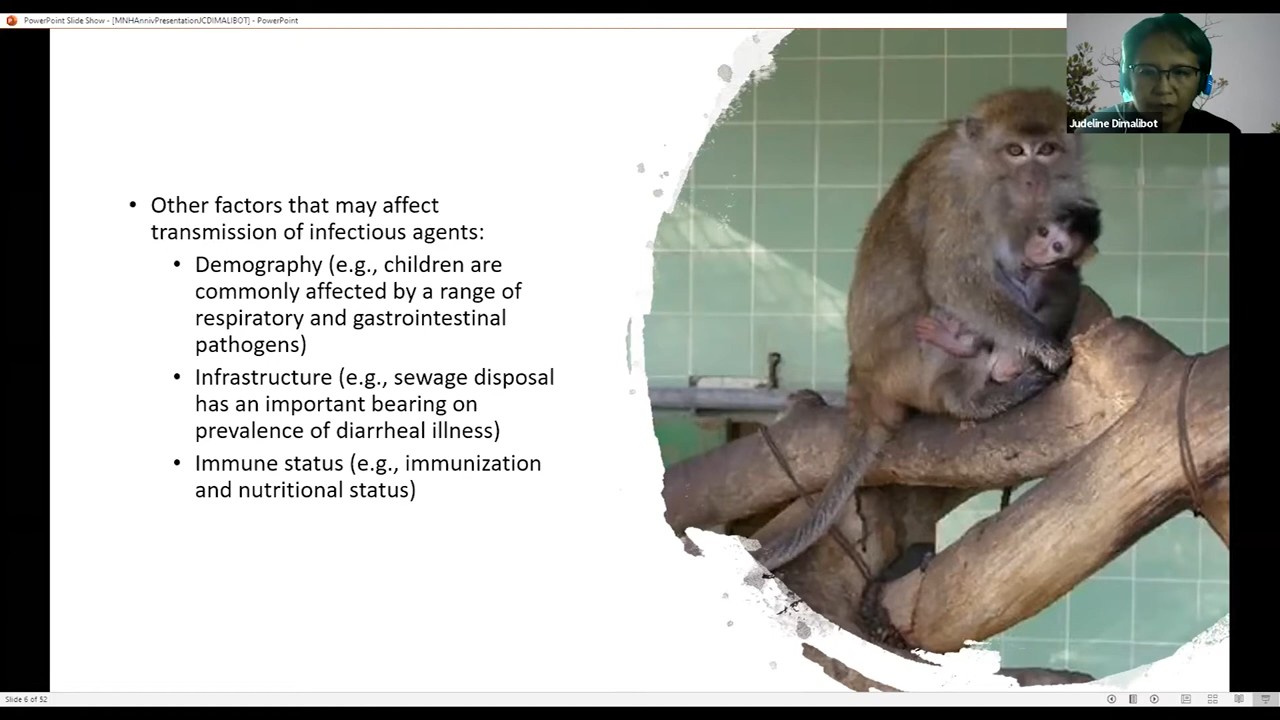 PowerPoint Slide Show - [MNHAnnivPresentationJCDIMALIBOT] - PowerPoint
Judeline Dimalibot
• Other factors that may affect
transmission of infectious agents:
• Demography (e.g., children are
commonly affected by a range of
respiratory and gastrointestinal
pathogens)
• Infrastructure (e.g., sewage disposal
has an important bearing on
prevalence of diarrheal illness)
• Immune status (e.g., immunization
and nutritional status)
Slide 6 of 52